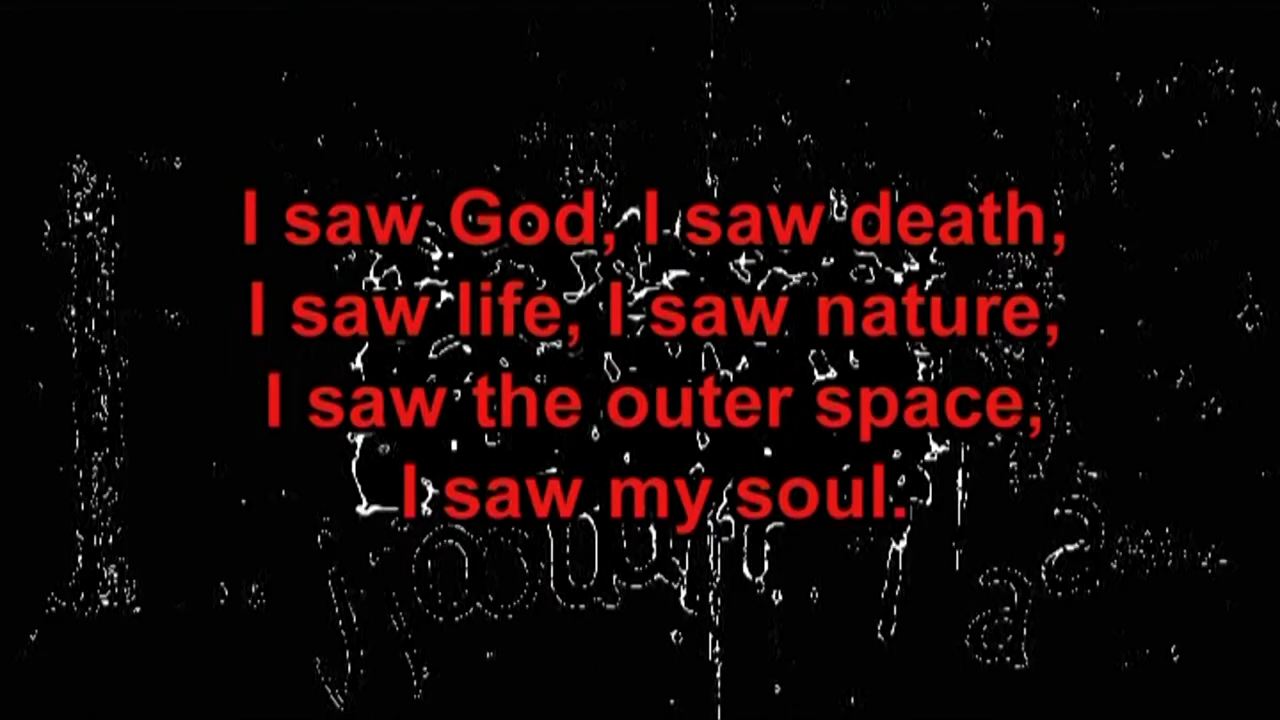 I saw God, I saw death,
I saw life, I saw nature,
I saw the outer space,
I saw my soul.